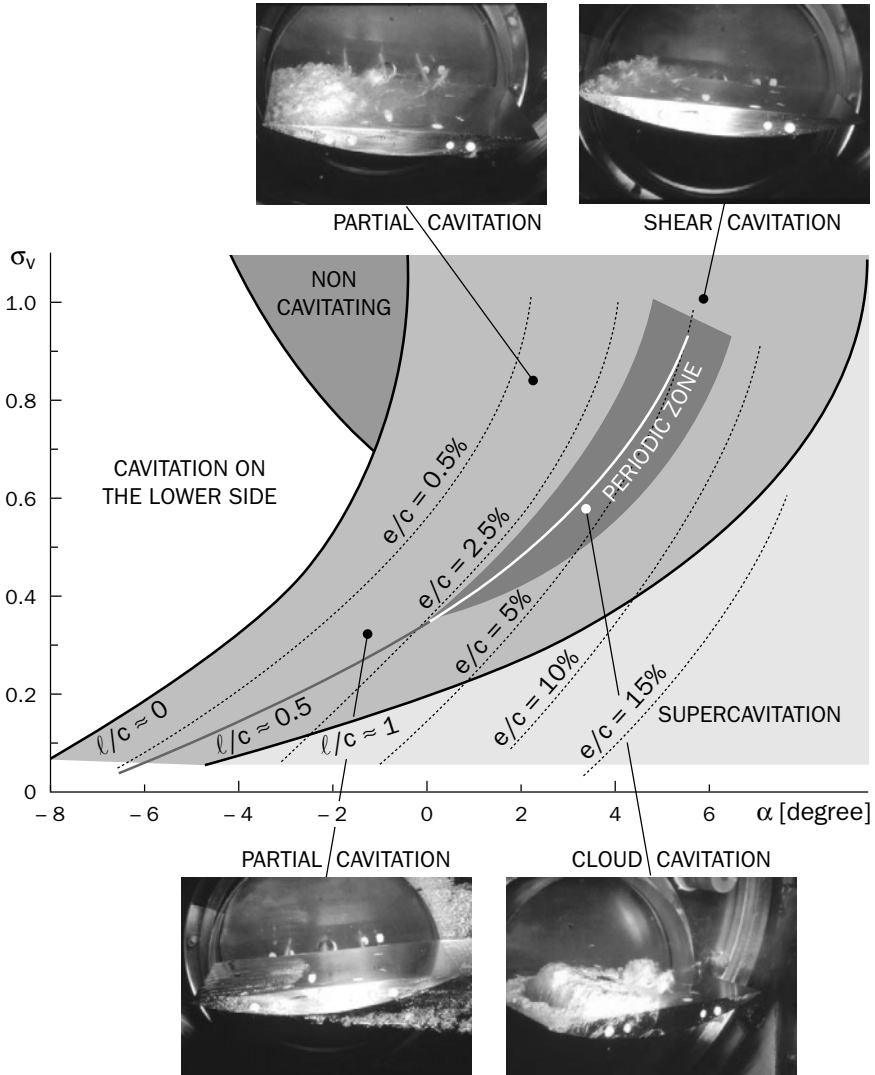 PARTIAL CAVITATION
SHEAR CAVITATION
σv
NON
CAVITATING
1.0
0.8
PERIODIC ZONE
CAVITATION ON
THE LOWER SIDE
e/c = 0.5%
0.6
e/c = 2.5%
0.4
e/c = 5%
e/c = 10%
e/c = 15%
0.2
ℓ/c ≈ 0
ℓ/c ≈ 0.5
ℓ/c ≈ 1
SUPERCAVITATION
0
– 8
– 6
– 4
– 2
0
2
4
6
α [degree]
PARTIAL CAVITATION
CLOUD CAVITATION